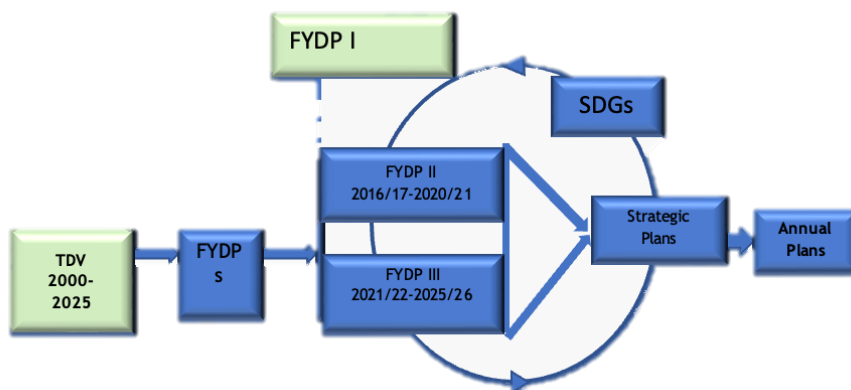 FYDP I
SDGs
FYDP II
2016/17-2020/21
Strategic
Plans
Annual
Plans
FYDP
s
TDV
2000-
2025
FYDP III
2021/22-2025/26